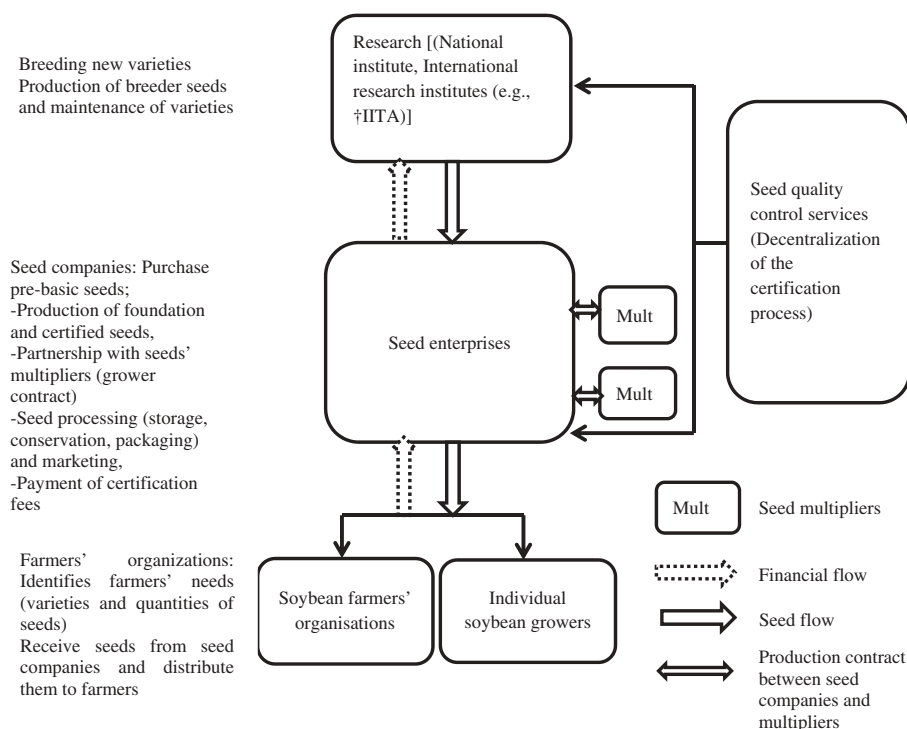 Breeding new varieties
Production of breeder seeds
and maintenance of varieties
Research [(National
institute, International
research institutes (e.g.,
†IITA)]
Seed quality
control services
(Decentralization
of the
certification
process)
Seed companies: Purchase
pre-basic seeds;
-Production of foundation
and certified seeds,
-Partnership with seeds’
multipliers (grower
contract)
-Seed processing (storage,
conservation, packaging)
and marketing,
-Payment of certification
fees
Seed enterprises
Mult
Mult
Farmers’ organizations:
Identifies farmers’ needs
(varieties and quantities of
seeds)
Receive seeds from seed
companies and distribute
them to farmers
Soybean farmers’
organisations
Individual
soybean growers
Mult
Seed multipliers
Financial flow
Seed flow
Production contract
between seed
companies and
multipliers